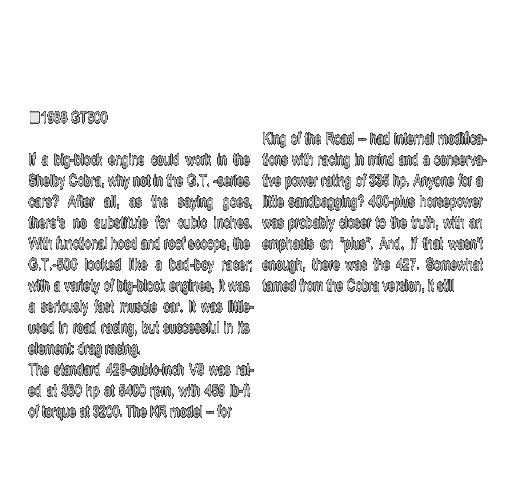 1968 GT500
If a big-block engine could work in the
Shelby Cobra, why not in the G.T. -series
cars? After all, as the saying goes,
there's no substitute for cubic inches.
With functional hood and roof scoops, the
G.T.-500 looked like a bad-boy racer;
with a variety of big-block engines, it was
a seriously fast muscle car. It was little-
used in road racing, but successful in its
element: drag racing.
The standard 428-cubic-inch V8 was rat-
ed at 360 hp at 5400 rpm, with 459 lb-ft
of torque at 3200. The KR model – for
King of the Road – had internal modifica-
tions with racing in mind and a conserva-
tive power rating of 335 hp. Anyone for a
little sandbagging? 400-plus horsepower
was probably closer to the truth, with an
emphasis on "plus". And, if that wasn't
enough, there was the 427. Somewhat
tamed from the Cobra version, it still